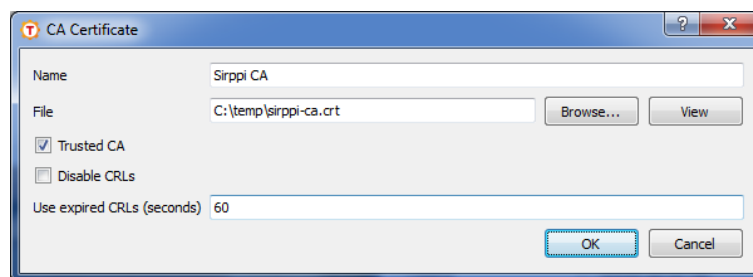 CA Certificate
Name Sirppi CA
File C:\temp\sirppi-ca.crt Browse... View
Trusted CA
Disable CRLs
Use expired CRLs (seconds) 60
OK Cancel